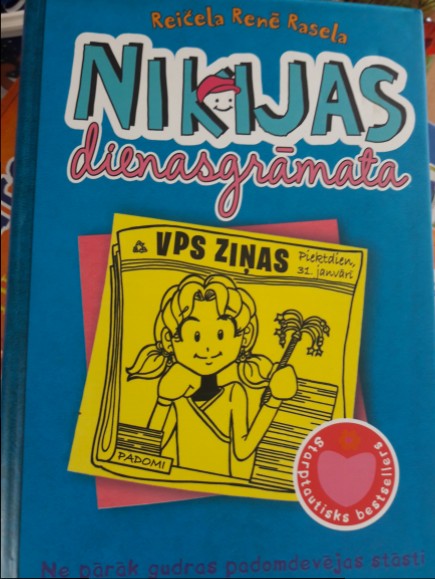 Reičela Renē Rasela
NIKIJAS
dienasgrāmata
VPS ZIŅAS
Piektdien,
31. janvārī
PADOMI
Starptautisks bestsellers
Ne pārāk gudras padomdevējas stāsti